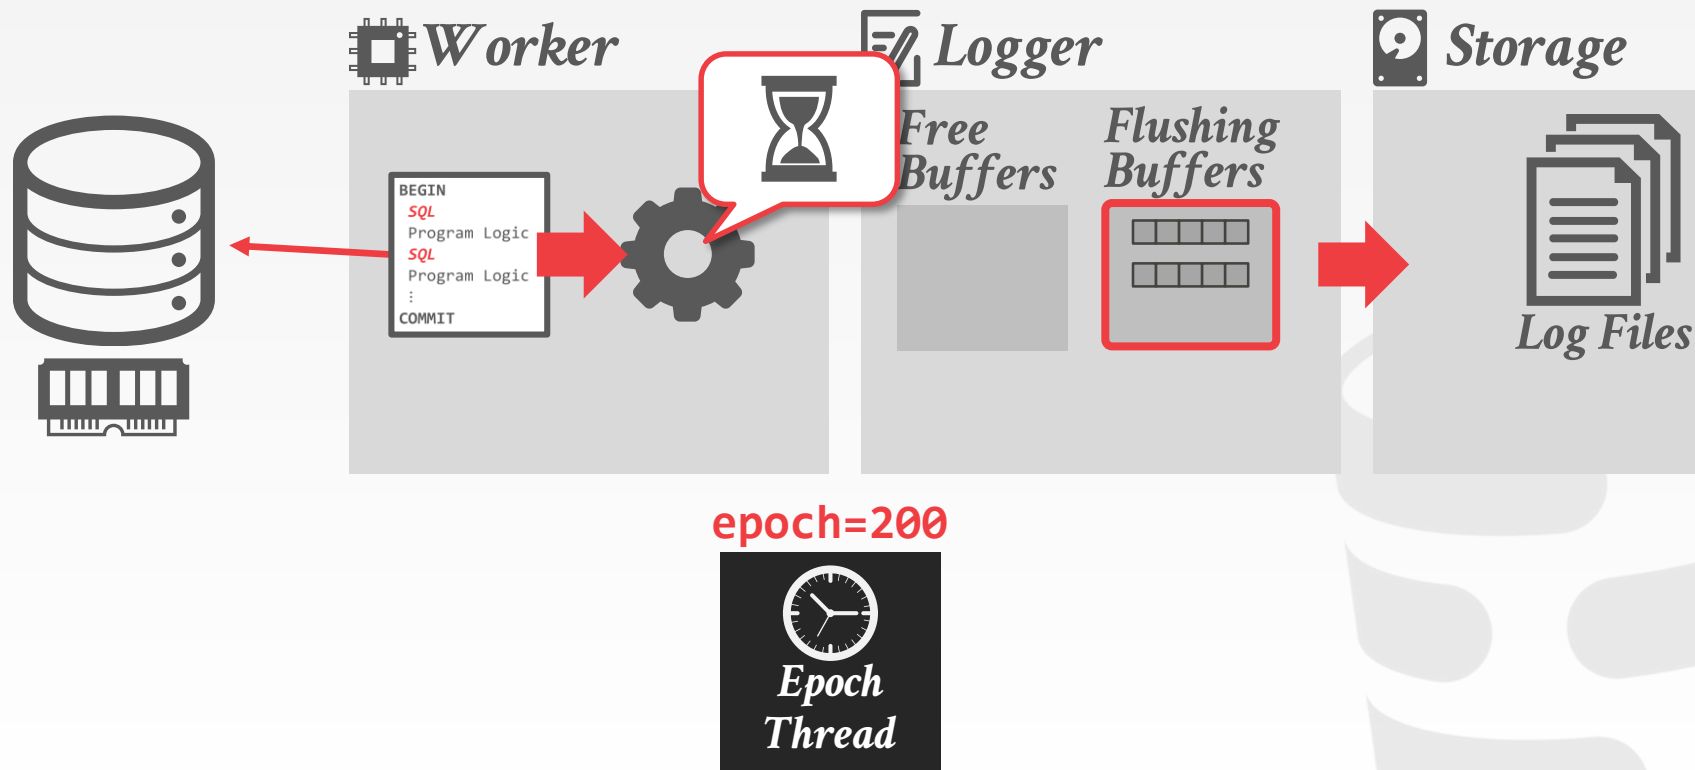 Worker
BEGIN
SQL
Program Logic
SQL
Program Logic
⋮
COMMIT
Logger
Free
Buffers
Flushing
Buffers
Storage
Log Files
epoch=200
Epoch
Thread